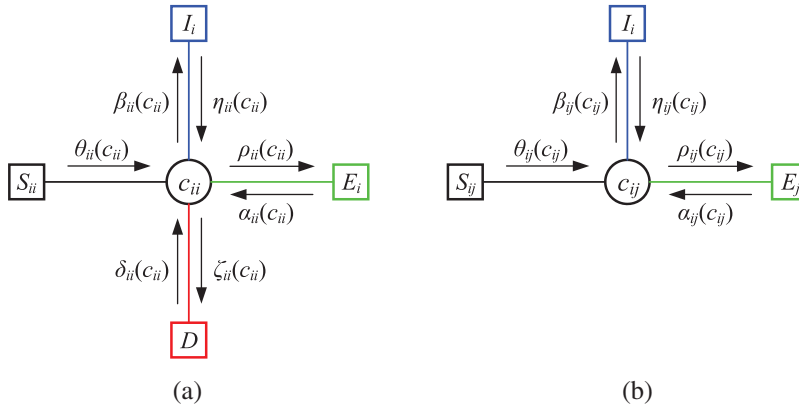 I_i I_i
β_ii(c_ii) η_ii(c_ii) β_ij(c_ij) η_ij(c_ij)
θ_ii(c_ii) ρ_ii(c_ii) θ_ij(c_ij) ρ_ij(c_ij)
S_ii c_ii E_i S_ij c_ij E_j
α_ii(c_ii) α_ij(c_ij)
δ_ii(c_ii) ζ_ii(c_ii)
D
(a) (b)